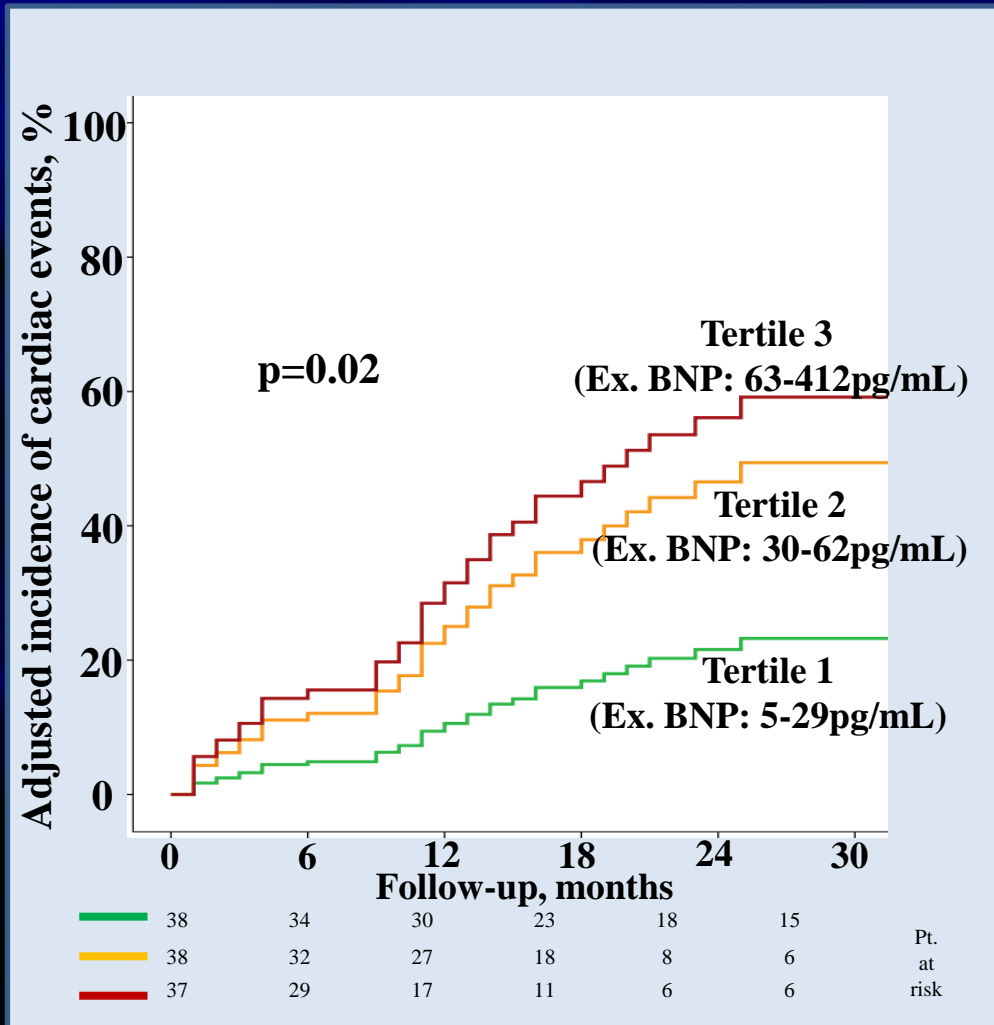 Adjusted incidence of cardiac events, %
100
80
60
40
20
0
p=0.02
Tertile 3
(Ex. BNP: 63-412pg/mL)
Tertile 2
(Ex. BNP: 30-62pg/mL)
Tertile 1
(Ex. BNP: 5-29pg/mL)
0 6 12 18 24 30
Follow-up, months
38 34 30 23 18 15
38 32 27 18 8 6
37 29 17 11 6 6
Pt.
at
risk